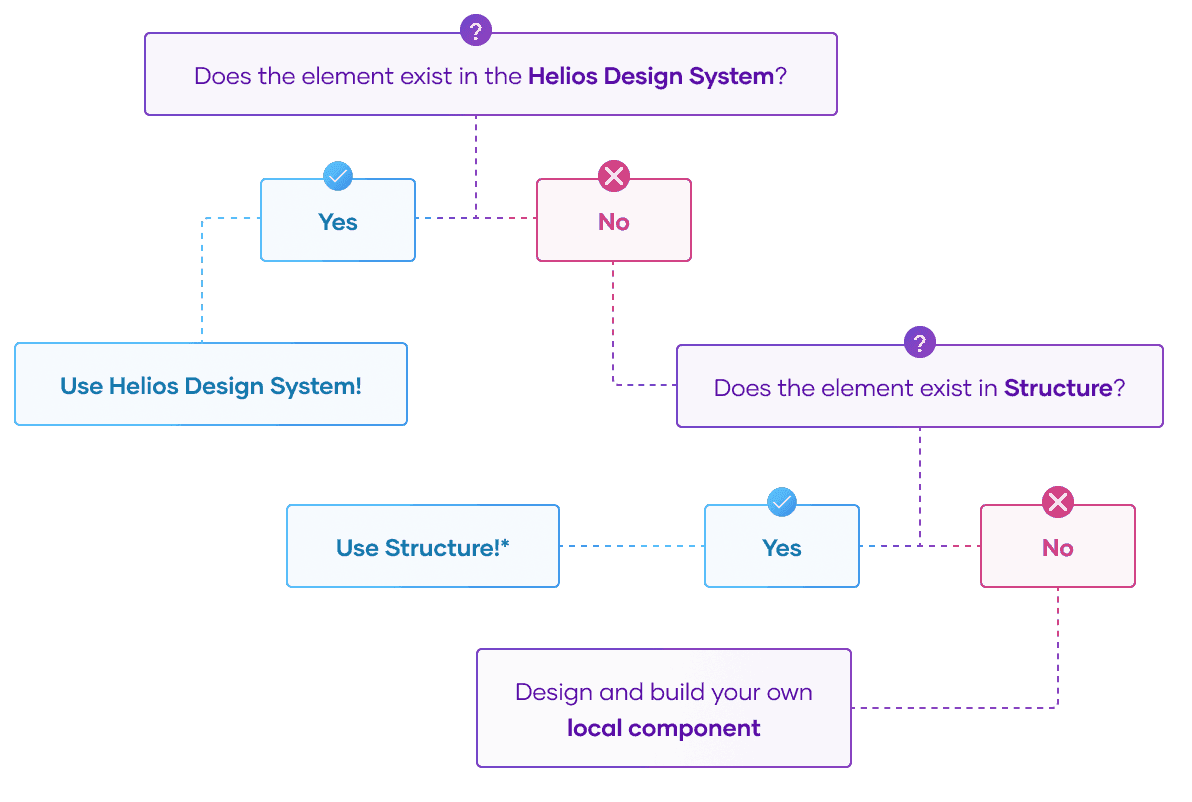 ?
Does the element exist in the Helios Design System?
Yes
No
Use Helios Design System!
?
Does the element exist in Structure?
Use Structure!*
Yes
No
Design and build your own
local component